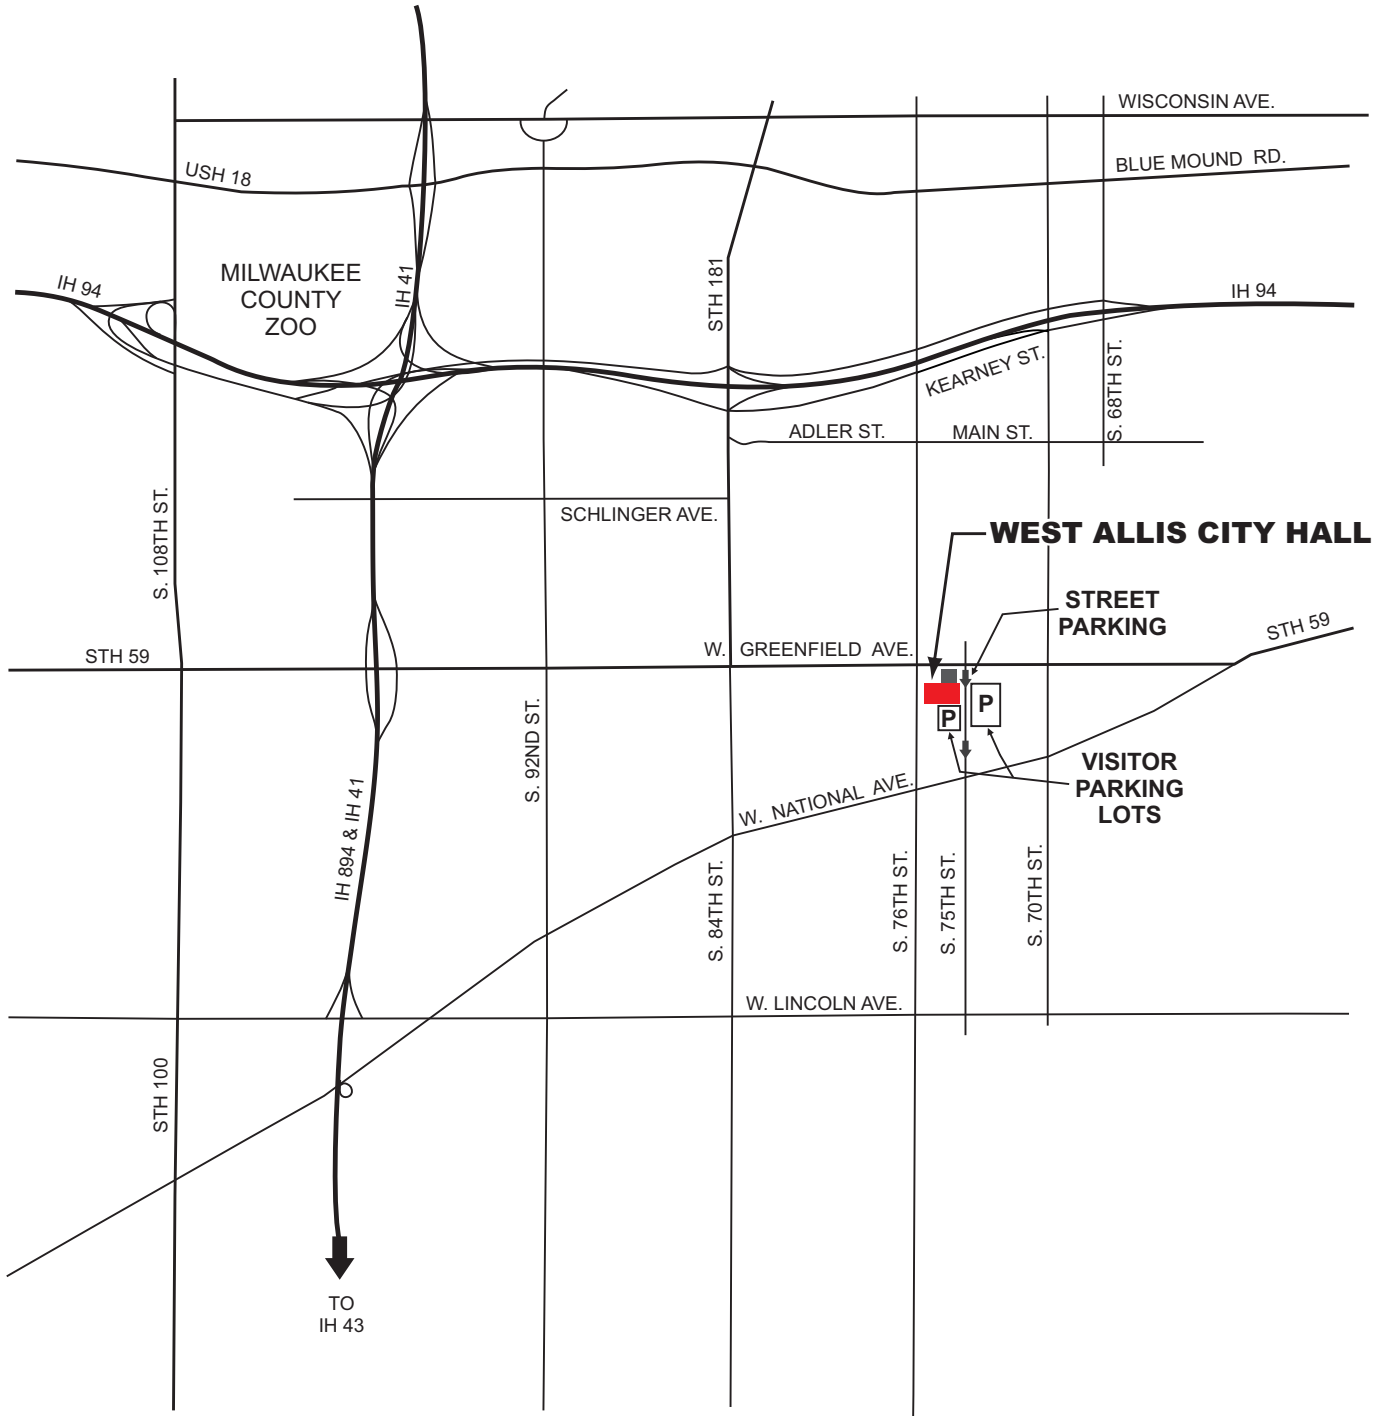 WISCONSIN AVE.
BLUE MOUND RD.
USH 18
IH 94
MILWAUKEE
COUNTY
ZOO
IH 41
STH 181
IH 94
KEARNEY ST.
S. 68TH ST.
ADLER ST.
MAIN ST.
S. 108TH ST.
SCHLINGER AVE.
WEST ALLIS CITY HALL
STREET
PARKING
STH 59
STH 59
W. GREENFIELD AVE.
P
P
S. 92ND ST.
VISITOR
PARKING
LOTS
W. NATIONAL AVE.
IH 894 & IH 41
S. 84TH ST.
S. 76TH ST.
S. 75TH ST.
S. 70TH ST.
W. LINCOLN AVE.
STH 100
TO
IH 43